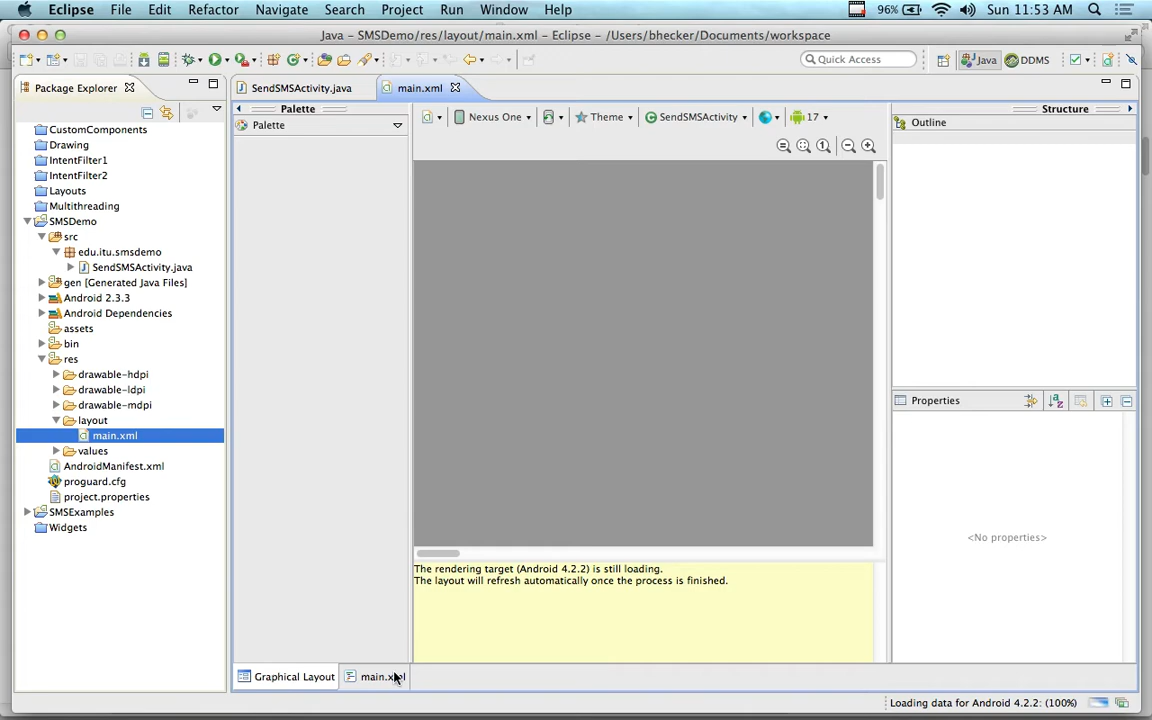 Eclipse File Edit Refactor Navigate Search Project Run Window Help 96% Sun 11:53 AM
Java – SMSDemo/res/layout/main.xml – Eclipse – /Users/bhecker/Documents/workspace
Quick Access Java DDMS
Package Explorer
CustomComponents
Drawing
IntentFilter1
IntentFilter2
Layouts
Multithreading
SMSDemo
src
edu.itu.smsdemo
SendSMSActivity.java
gen [Generated Java Files]
Android 2.3.3
Android Dependencies
assets
bin
res
drawable-hdpi
drawable-ldpi
drawable-mdpi
layout
main.xml
values
AndroidManifest.xml
proguard.cfg
project.properties
SMSExamples
Widgets
SendSMSActivity.java main.xml
Palette
Palette
Nexus One Theme SendSMSActivity 17
The rendering target (Android 4.2.2) is still loading.
The layout will refresh automatically once the process is finished.
Graphical Layout main.xml
Structure
Outline
Properties
<No properties>
Loading data for Android 4.2.2: (100%)